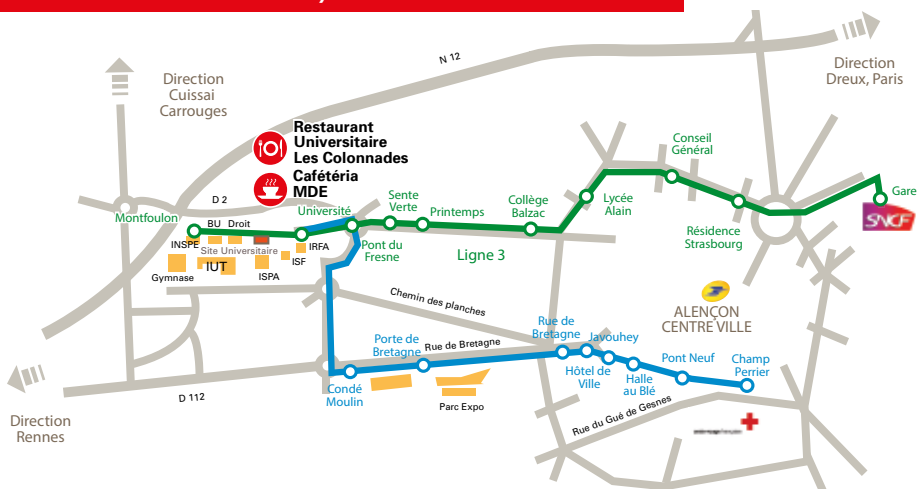 N 12
Direction
Dreux, Paris
Direction
Cuissai
Carrouges
Restaurant
Universitaire
Les Colonnades
Cafétéria
MDE
Conseil
Général
D 2
Sente
Verte
Collège
Balzac
Lycée
Alain
Gare
SNCF
Montfoulon
BU
Droit
Université
Printemps
Résidence
Strasbourg
INSPE
Site Universitaire
IRFA
Pont du
Fresne
Ligne 3
IUT
ISF
Gymnase
ISPA
Chemin des planches
ALENÇON
CENTRE VILLE
Porte de
Bretagne
Rue de Bretagne
Rue de
Bretagne
Javouhey
Hôtel de
Ville
Halle
au Blé
Pont Neuf
Champ
Perrier
Condé
Moulin
D 112
Parc Expo
Rue du Gué de Gesnes
Direction
Rennes